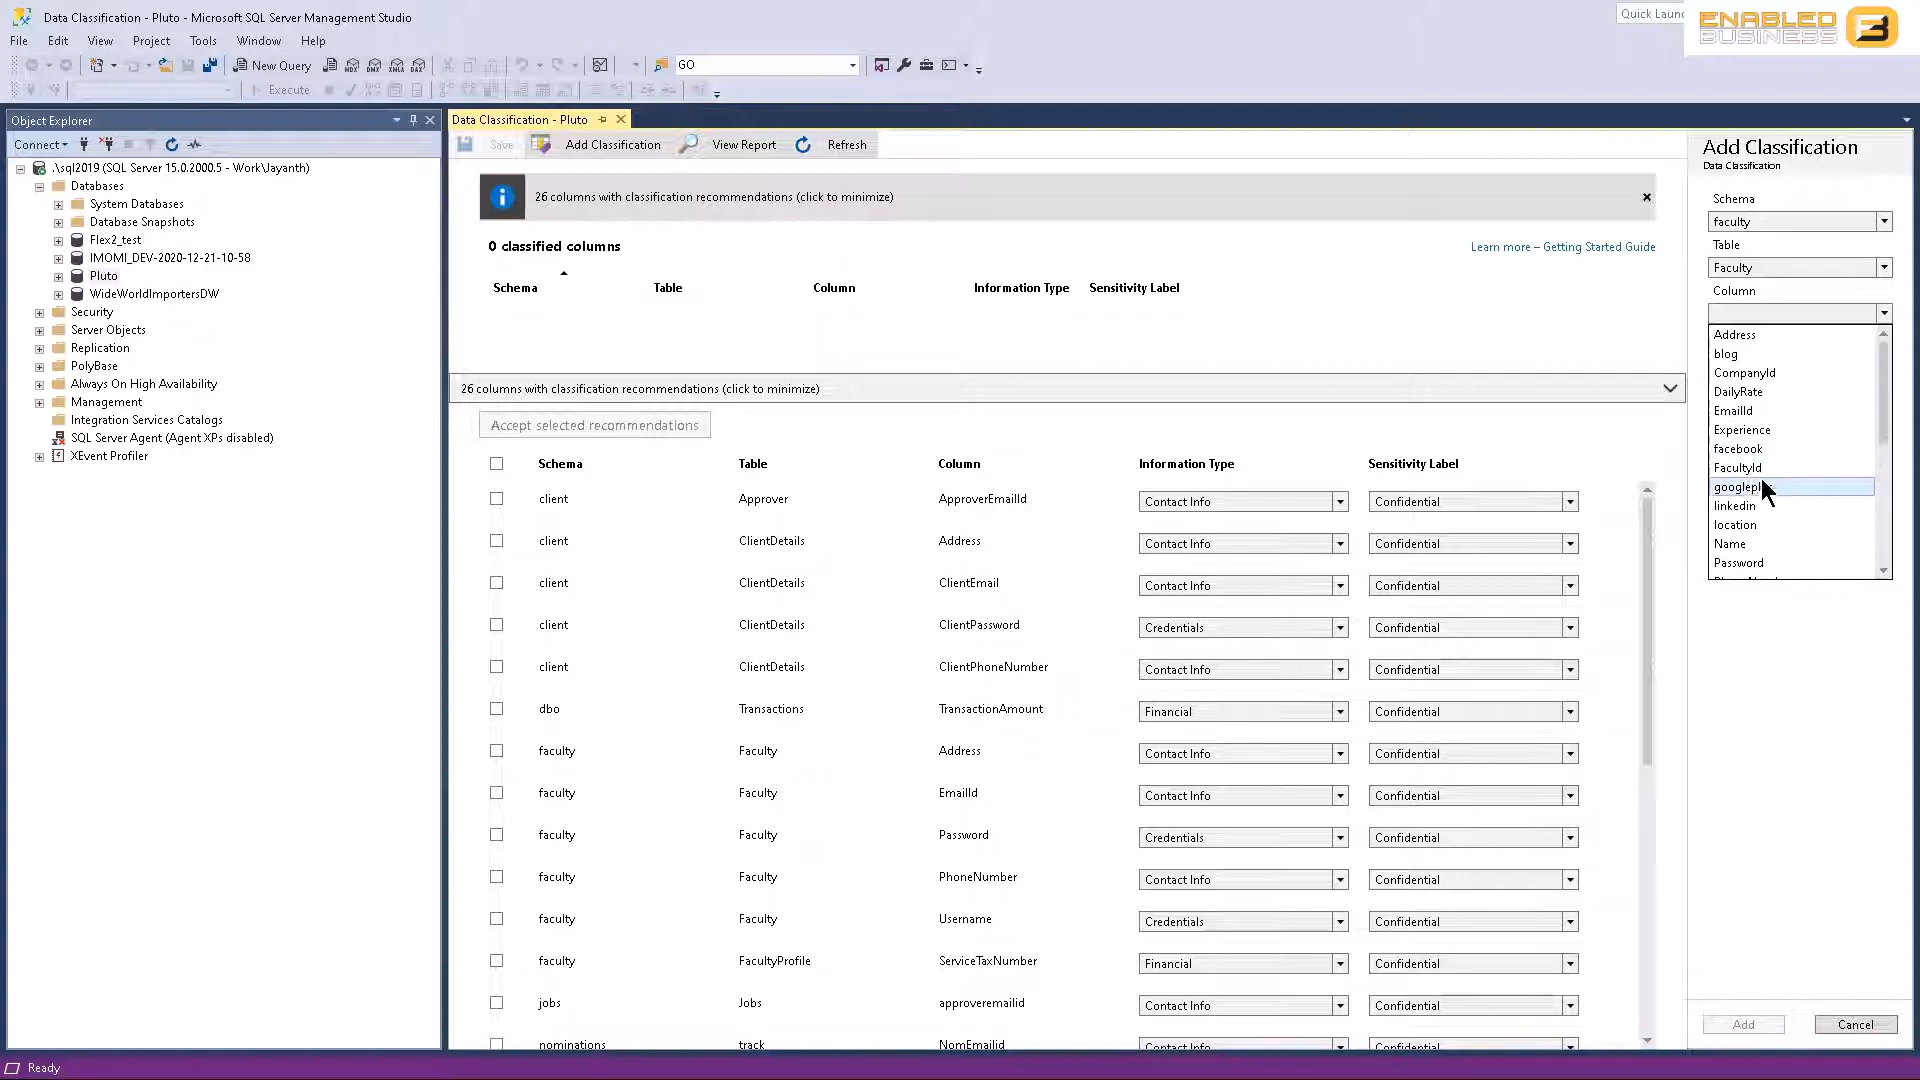 Data Classification - Pluto - Microsoft SQL Server Management Studio
Quick Launc
ENABLED
BUSINESS
File Edit View Project Tools Window Help
New Query
GO
Execute
Object Explorer
Data Classification - Pluto
Connect
Save Add Classification View Report Refresh
.\sql2019 (SQL Server 15.0.2000.5 - Work\Jayanth)
Databases
System Databases
Database Snapshots
Flex2_test
IMOMI_DEV-2020-12-21-10-58
Pluto
WideWorldImportersDW
Security
Server Objects
Replication
PolyBase
Always On High Availability
Management
Integration Services Catalogs
SQL Server Agent (Agent XPs disabled)
XEvent Profiler
26 columns with classification recommendations (click to minimize)
0 classified columns
Learn more – Getting Started Guide
Schema Table Column Information Type Sensitivity Label
26 columns with classification recommendations (click to minimize)
Accept selected recommendations
Schema Table Column Information Type Sensitivity Label
client Approver ApproverEmailId Contact Info Confidential
client ClientDetails Address Contact Info Confidential
client ClientDetails ClientEmail Contact Info Confidential
client ClientDetails ClientPassword Credentials Confidential
client ClientDetails ClientPhoneNumber Contact Info Confidential
dbo Transactions TransactionAmount Financial Confidential
faculty Faculty Address Contact Info Confidential
faculty Faculty EmailId Contact Info Confidential
faculty Faculty Password Credentials Confidential
faculty Faculty PhoneNumber Contact Info Confidential
faculty Faculty Username Credentials Confidential
faculty FacultyProfile ServiceTaxNumber Financial Confidential
jobs Jobs approveremailid Contact Info Confidential
nominations track NomEmailid Contact Info Confidential
Add Classification
Data Classification
Schema
faculty
Table
Faculty
Column
Address
blog
CompanyId
DailyRate
EmailId
Experience
facebook
FacultyId
linkedin
location
Name
Password
Add Cancel
Ready